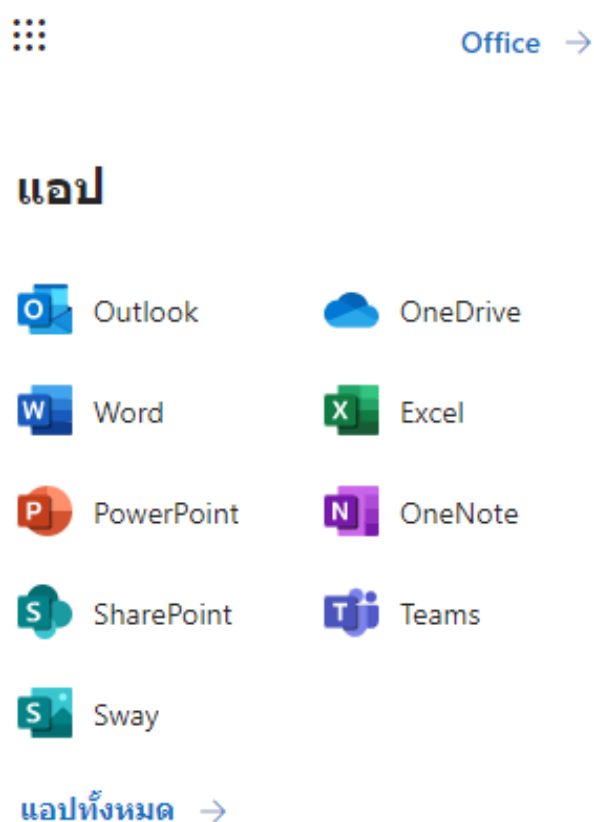 Office →
แอป
Outlook OneDrive
Word Excel
PowerPoint OneNote
SharePoint Teams
Sway
แอปทั้งหมด →